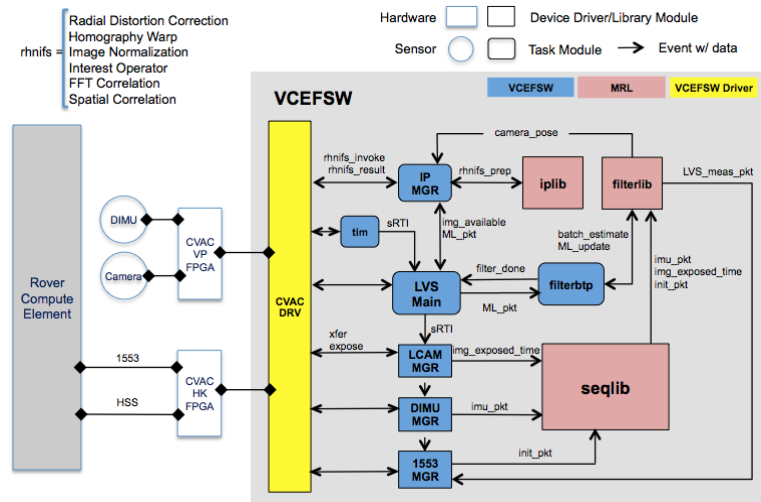 Radial Distortion Correction
Homography Warp
rhnifs = Image Normalization
Interest Operator
FFT Correlation
Spatial Correlation
Hardware
Device Driver/Library Module
Sensor
Task Module
Event w/ data
VCEFSW
VCEFSW
MRL
VCEFSW Driver
camera_pose
rhnifs_invoke
rhnifs_result
IP
MGR
rhnifs_prep
iplib
filterlib
LVS_meas_pkt
DIMU
CVAC
VP
FPGA
Camera
tim
sRTI
img_available
ML_pkt
batch_estimate
ML_update
imu_pkt
img_exposed_time
init_pkt
Rover
Compute
Element
CVAC
DRV
LVS
Main
filter_done
filterbtp
ML_pkt
sRTI
xfer
expose
LCAM
MGR
img_exposed_time
1553
CVAC
HK
FPGA
HSS
seqlib
DIMU
MGR
imu_pkt
1553
MGR
init_pkt